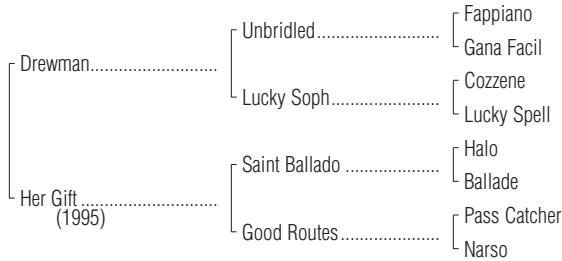 Fappiano
Unbridled
Gana Facil
Drewman
Cozzene
Lucky Soph
Lucky Spell
Halo
Saint Ballado
Ballade
Her Gift
(1995)
Pass Catcher
Good Routes
Narso